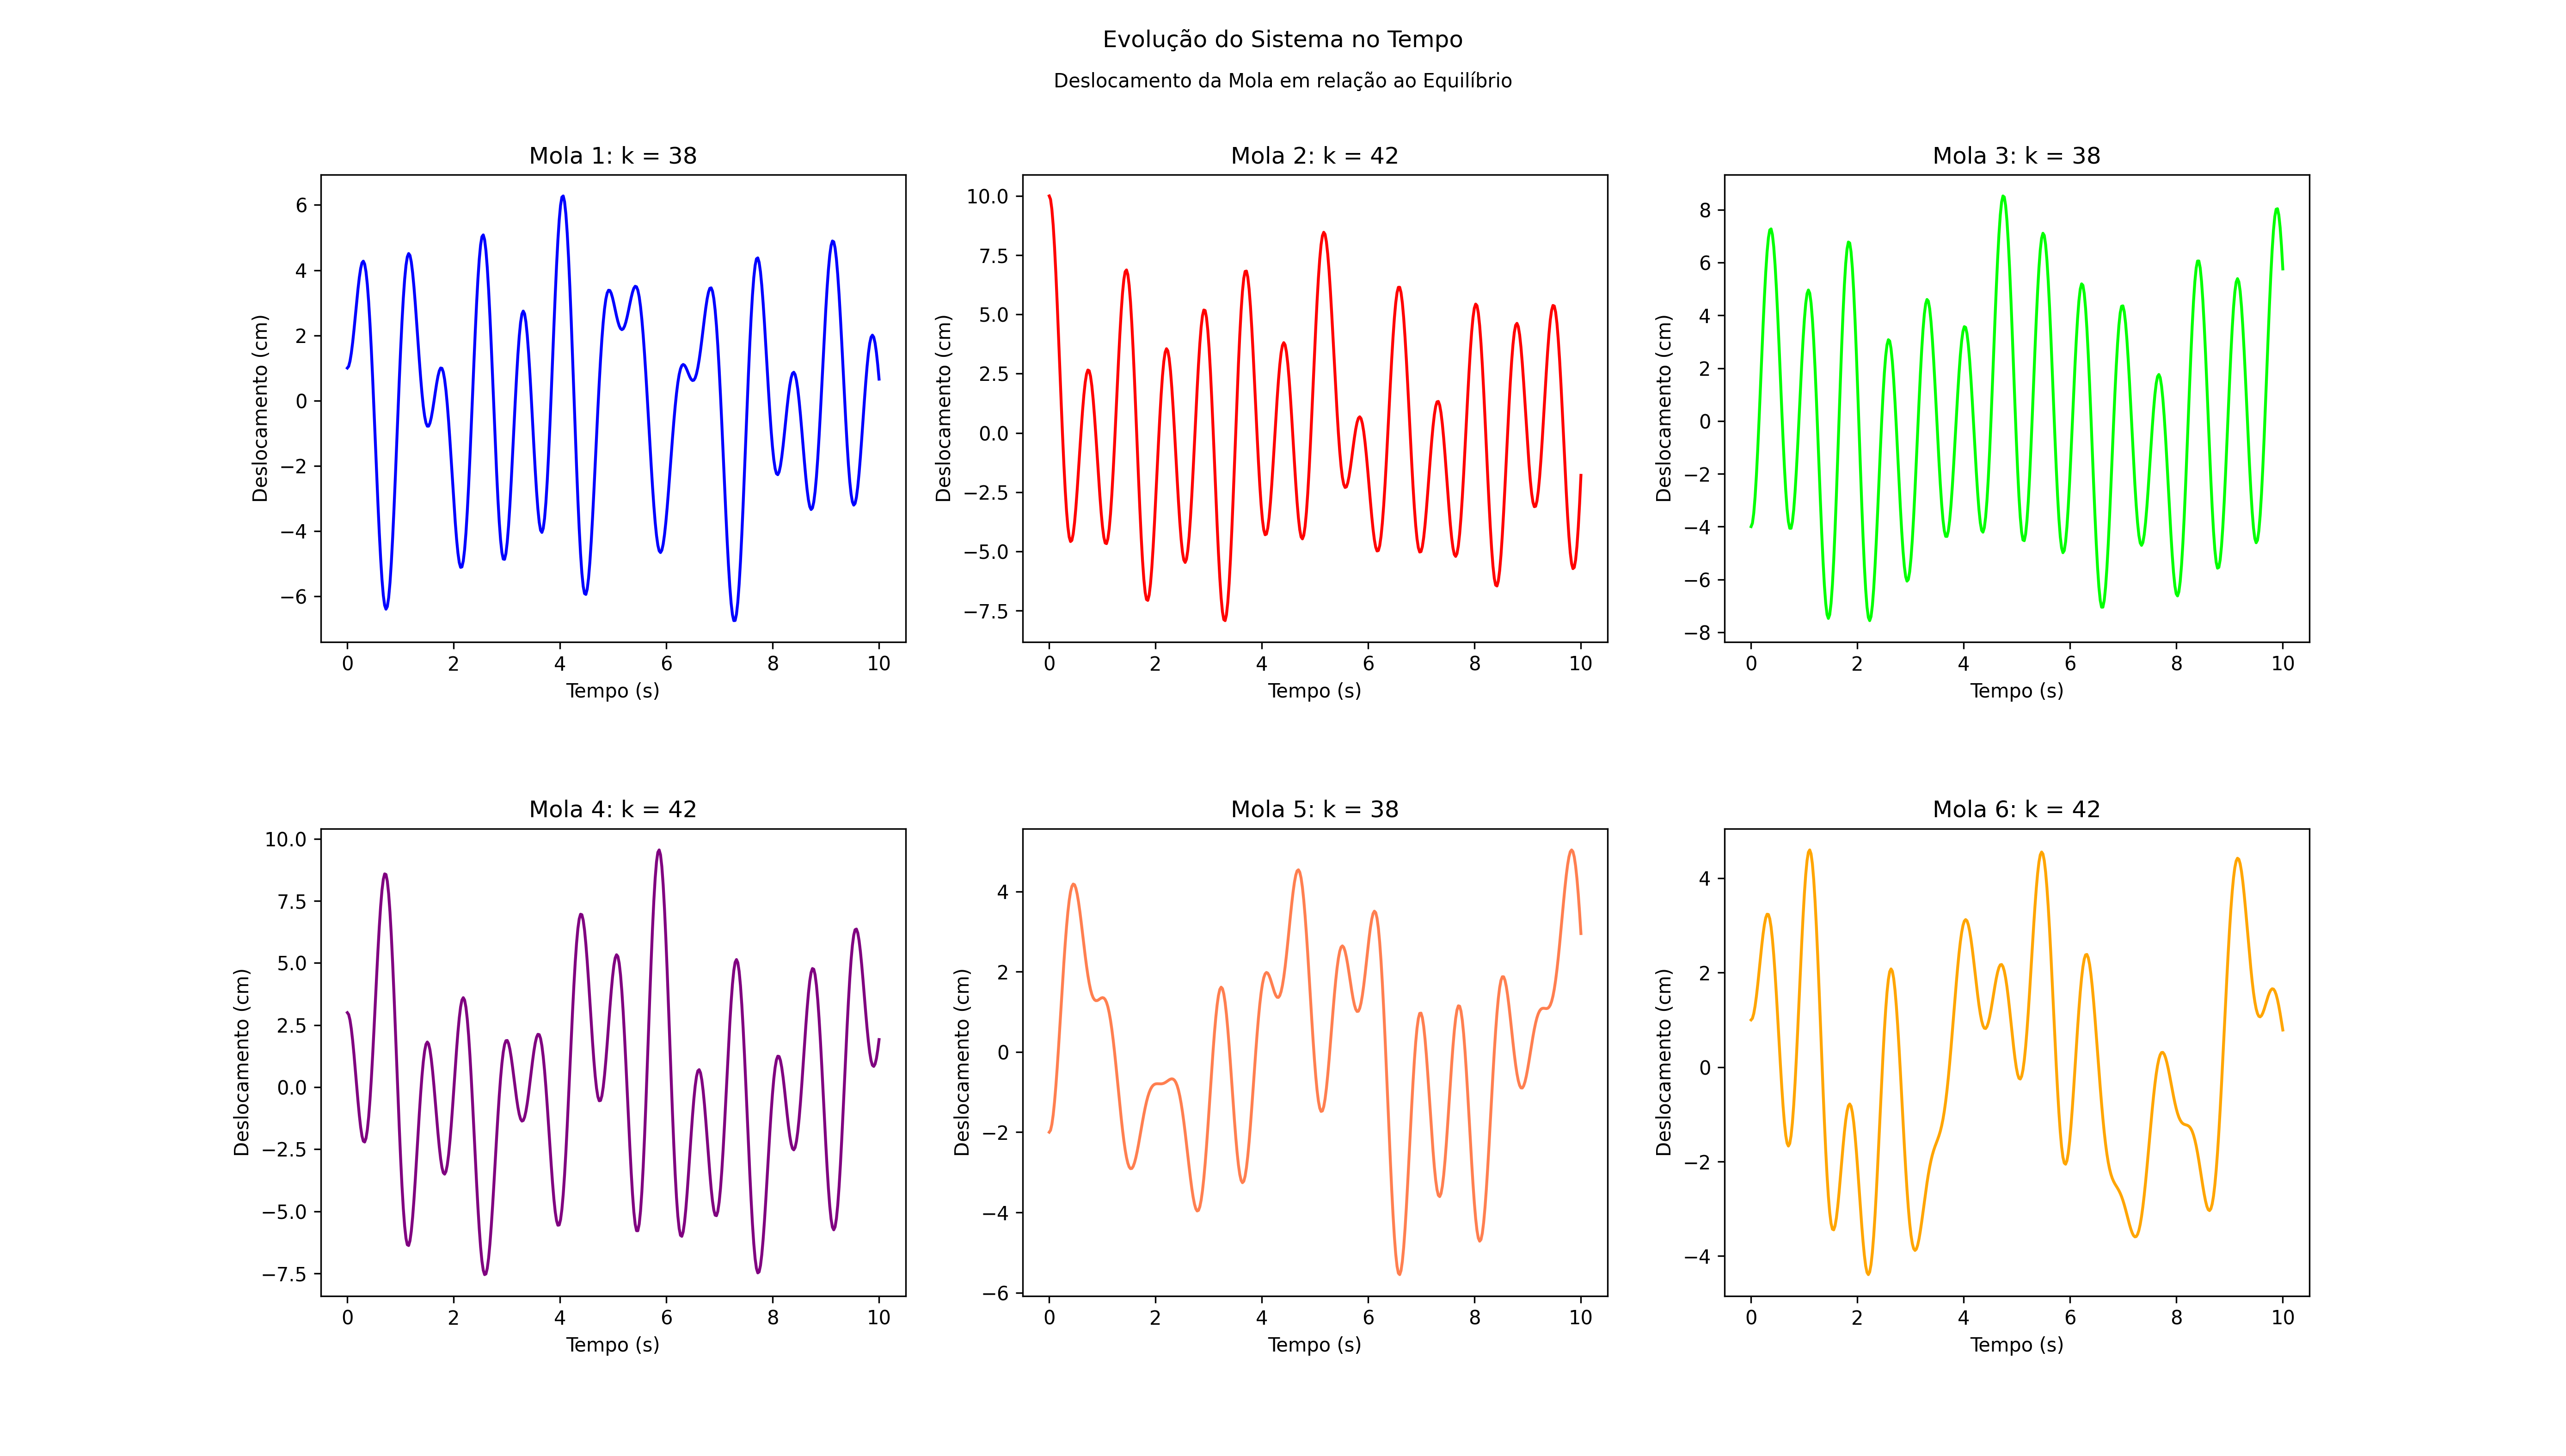 Evolução do Sistema no Tempo
Deslocamento da Mola em relação ao Equilíbrio
Mola 1: k = 38
Deslocamento (cm)
6
4
2
0
−2
−4
−6
0 2 4 6 8 10
Tempo (s)
Mola 2: k = 42
Deslocamento (cm)
10.0
7.5
5.0
2.5
0.0
−2.5
−5.0
−7.5
0 2 4 6 8 10
Tempo (s)
Mola 3: k = 38
Deslocamento (cm)
8
6
4
2
0
−2
−4
−6
−8
0 2 4 6 8 10
Tempo (s)
Mola 4: k = 42
Deslocamento (cm)
10.0
7.5
5.0
2.5
0.0
−2.5
−5.0
−7.5
0 2 4 6 8 10
Tempo (s)
Mola 5: k = 38
Deslocamento (cm)
4
2
0
−2
−4
−6
0 2 4 6 8 10
Tempo (s)
Mola 6: k = 42
Deslocamento (cm)
4
2
0
−2
−4
0 2 4 6 8 10
Tempo (s)